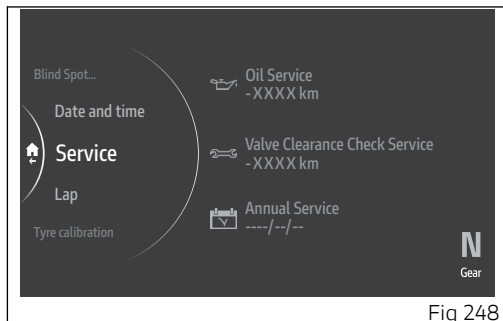 Blind Spot...
Date and time
Service
Lap
Tyre calibration
Oil Service
-XXXX km
Valve Clearance Check Service
-XXXX km
Annual Service
----/--/--
N
Gear
Fig 248